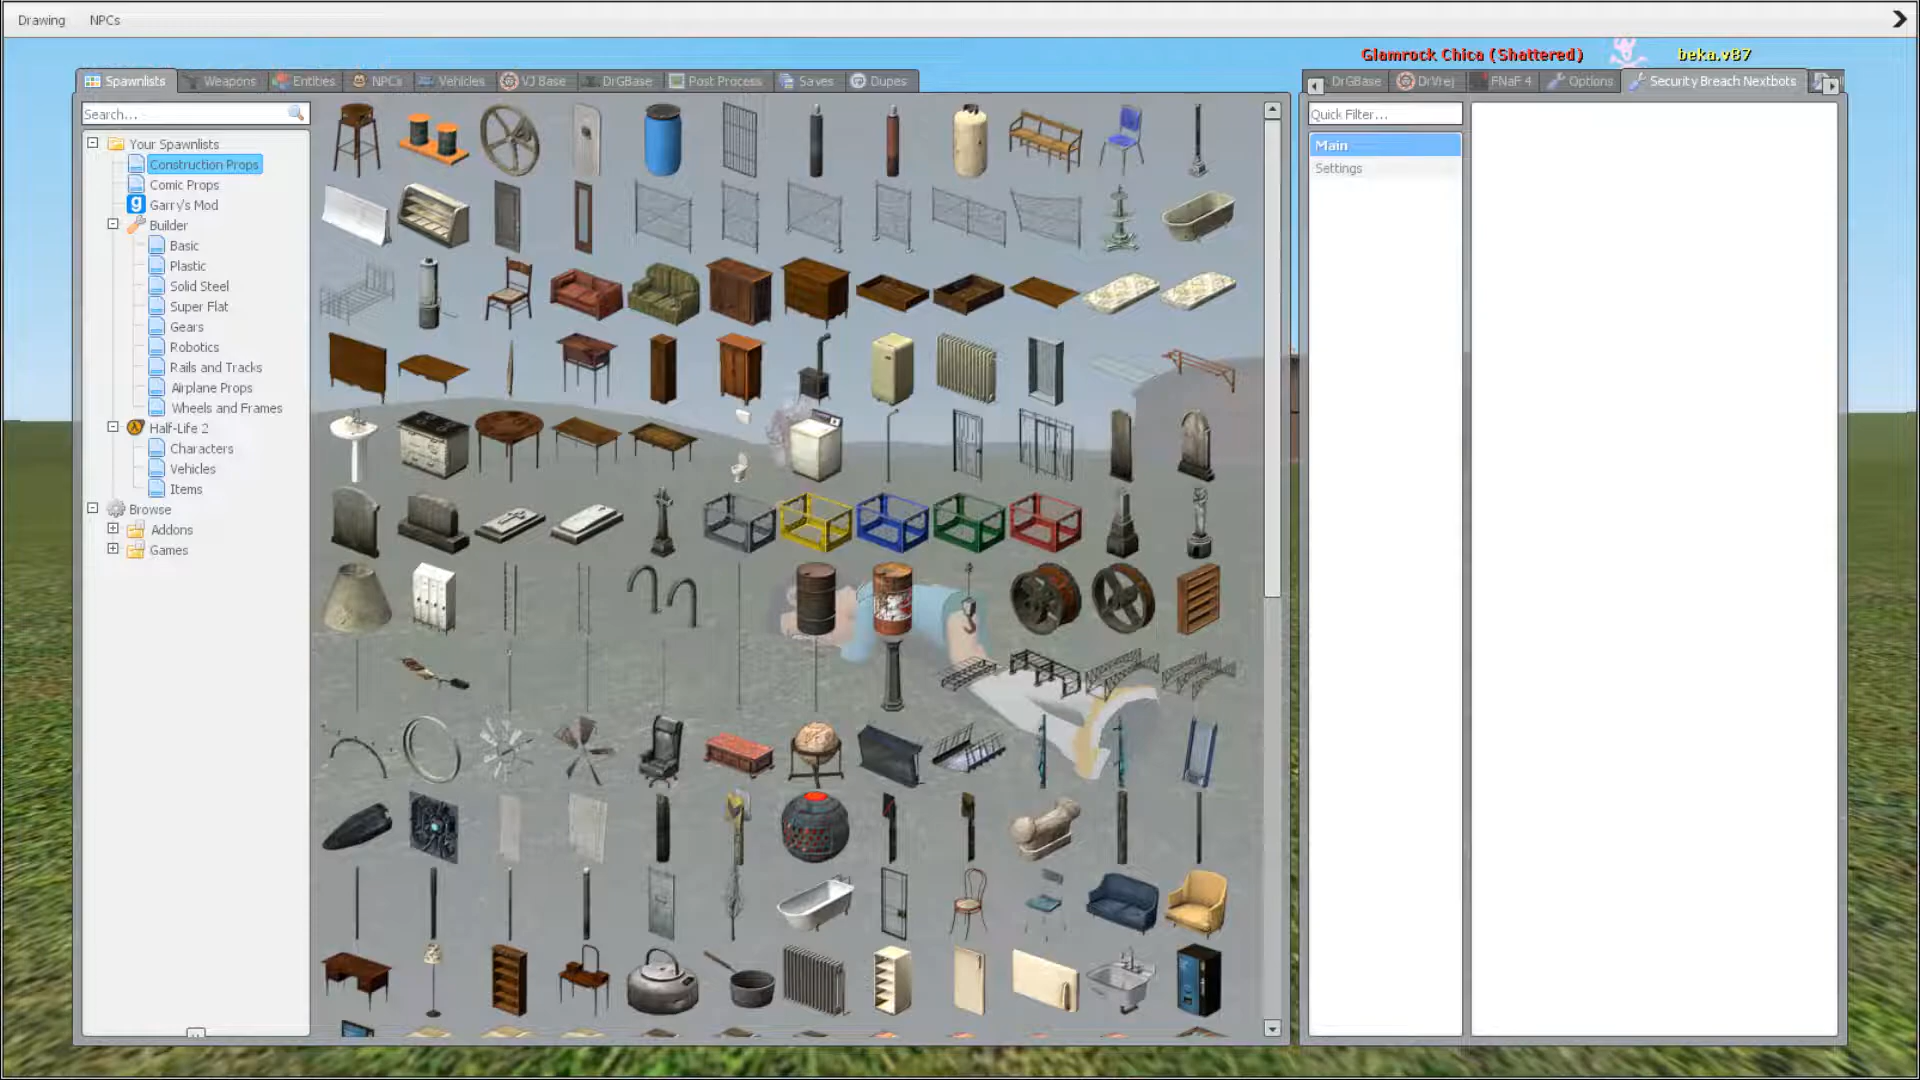 Drawing NPCs
Glamrock Chica (Shattered) beka.v87
Spawnlists Weapons Entities NPCs Vehicles VJ Base DrGBase Post Process Saves Dupes
DrGBase DrVrej FNaF 4 Options Security Breach Nextbots
Search...
Quick Filter...
Your Spawnlists
Main
Construction Props
Settings
Comic Props
Garry's Mod
Builder
Basic
Plastic
Solid Steel
Super Flat
Gears
Robotics
Rails and Tracks
Airplane Props
Wheels and Frames
Half-Life 2
Characters
Vehicles
Items
Browse
Addons
Games